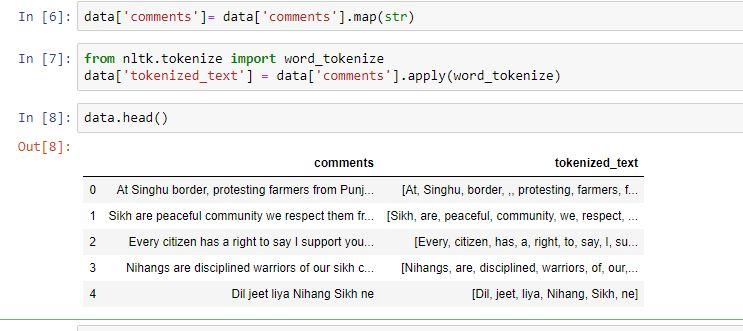 In [6]: data['comments']= data['comments'].map(str)
In [7]: from nltk.tokenize import word_tokenize
data['tokenized_text'] = data['comments'].apply(word_tokenize)
In [8]: data.head()
Out[8]:
comments tokenized_text
0 At Singhu border, protesting farmers from Punj... [At, Singhu, border, ,, protesting, farmers, f...
1 Sikh are peaceful community we respect them fr... [Sikh, are, peaceful, community, we, respect, ...
2 Every citizen has a right to say I support you... [Every, citizen, has, a, right, to, say, I, su...
3 Nihangs are disciplined warriors of our sikh c... [Nihangs, are, disciplined, warriors, of, our,...
4 Dil jeet liya Nihang Sikh ne [Dil, jeet, liya, Nihang, Sikh, ne]